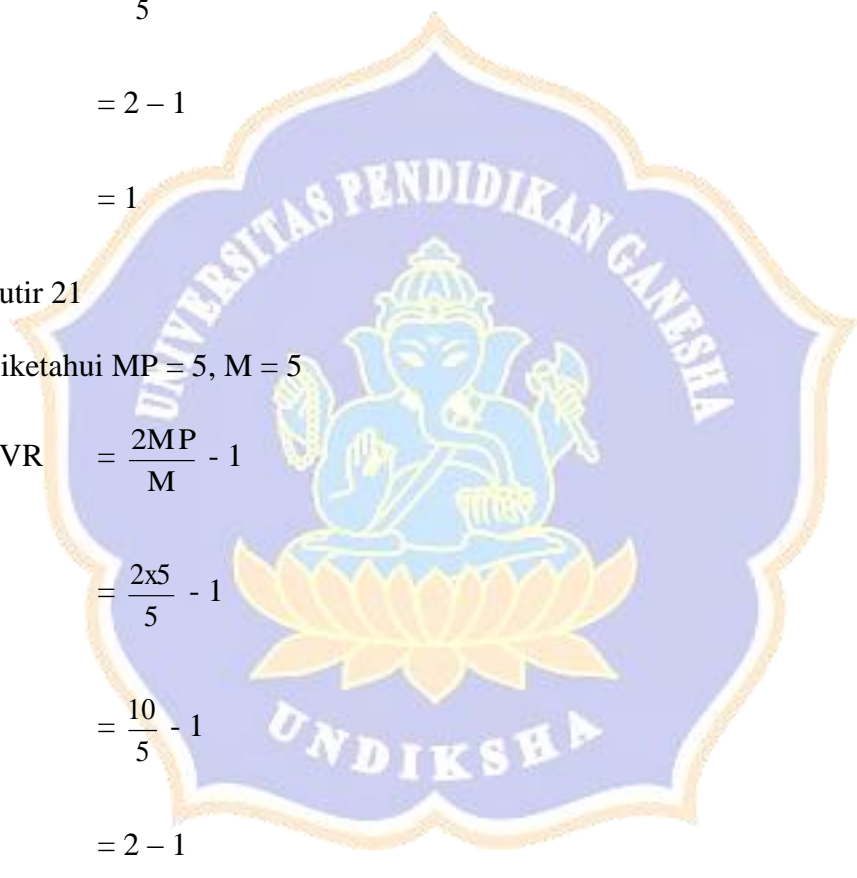 5
= 2 – 1
= 1
UNIVERSITAS PENDIDIKAN GANESHA
utir 21
iketahui MP = 5, M = 5
VR = 2MP/M - 1
= 2x5/5 - 1
= 10/5 - 1
UNDIKSHA
= 2 – 1